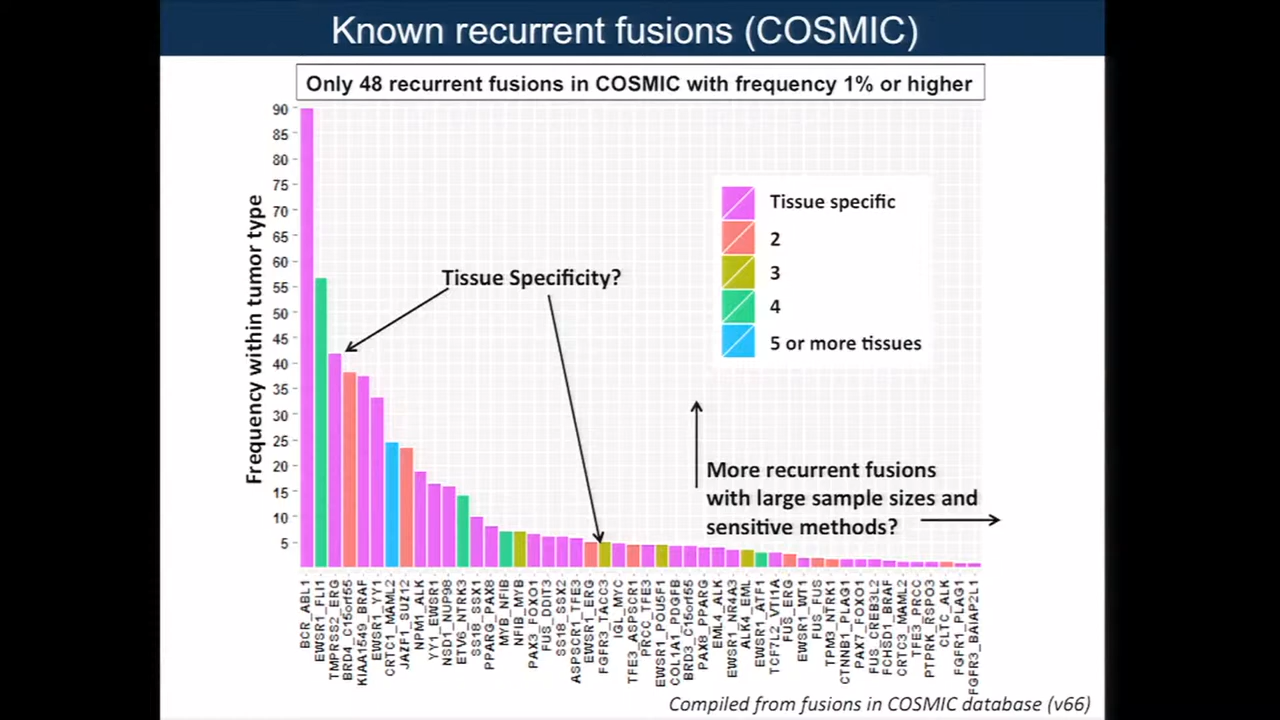 Known recurrent fusions (COSMIC)
Only 48 recurrent fusions in COSMIC with frequency 1% or higher
Frequency within tumor type
90
85
80
75
70
65
60
55
50
45
40
35
30
25
20
15
10
5
Tissue Specificity?
Tissue specific
2
3
4
5 or more tissues
More recurrent fusions
with large sample sizes and
sensitive methods?
BCR_ABL1
EWSR1_FLI1
TMPRSS2_ERG
BRD4_C15orf55
KIAA1549_BRAF
EWSR1_YY1
CRTC1_MAML2
JAZF1_SUZ12
NPM1_ALK
YY1_EWSR1
NSD1_NUP98
ETV6_NTRK3
SS18_SSX1
PPARG_PAX8
MYB_NFIB
NFIB_MYB
PAX3_FOXO1
FUS_DDIT3
SS18_SSX2
ASPSCR1_TFE3
EWSR1_ERG
FGFR3_TACC3
IGL_MYC
TFE3_ASPSCR1
PRCC_TFE3
EWSR1_POU5F1
COL1A1_PDGFB
BRD3_C15orf55
PAX8_PPARG
EML4_ALK
EWSR1_NR4A3
ALK4_EML
EWSR1_ATF1
TCF7L2_VTI1A
FUS_ERG
EWSR1_WT1
FUS_FUS
TPM3_NTRK1
CTNNB1_PLAG1
PAX7_FOXO1
FUS_CREB3L2
FCHSD1_BRAF
CRTC3_MAML2
TFE3_PRCC
PTPRK_RSPO3
CLTC_ALK
FGFR1_PLAG1
FGFR3_BAIAP2L1
Compiled from fusions in COSMIC database (v66)